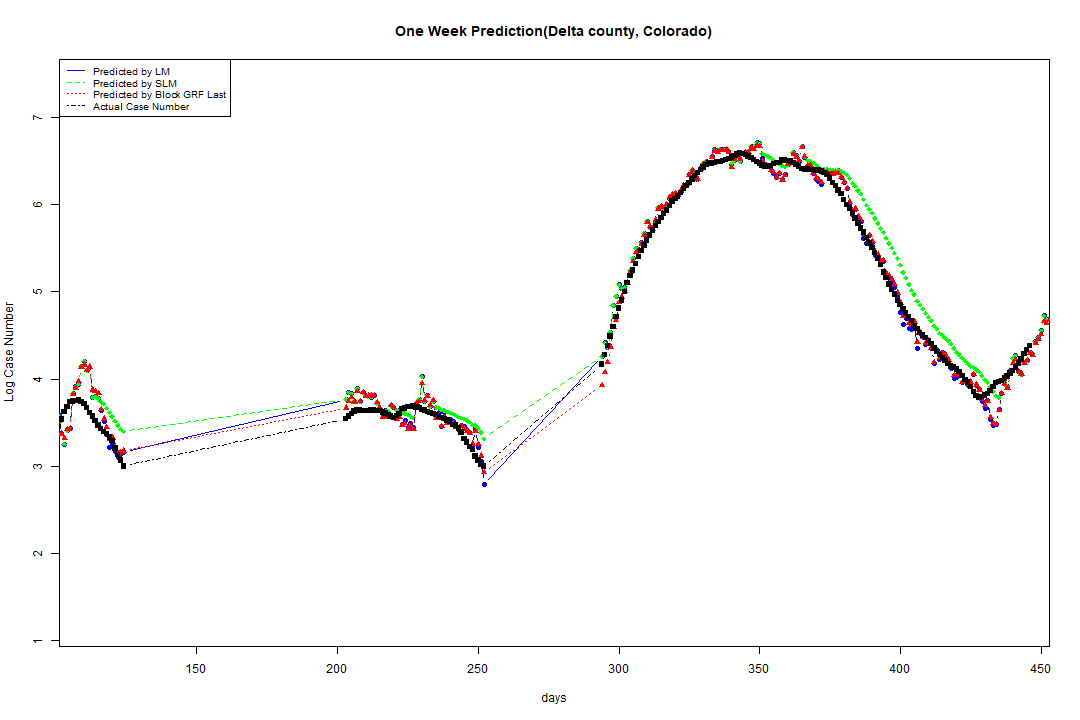 One Week Prediction(Delta county, Colorado)
Predicted by LM
Predicted by SLM
Predicted by Block GRF Last
Actual Case Number
7
6
5
4
3
2
1
Log Case Number
150 200 250 300 350 400 450
days